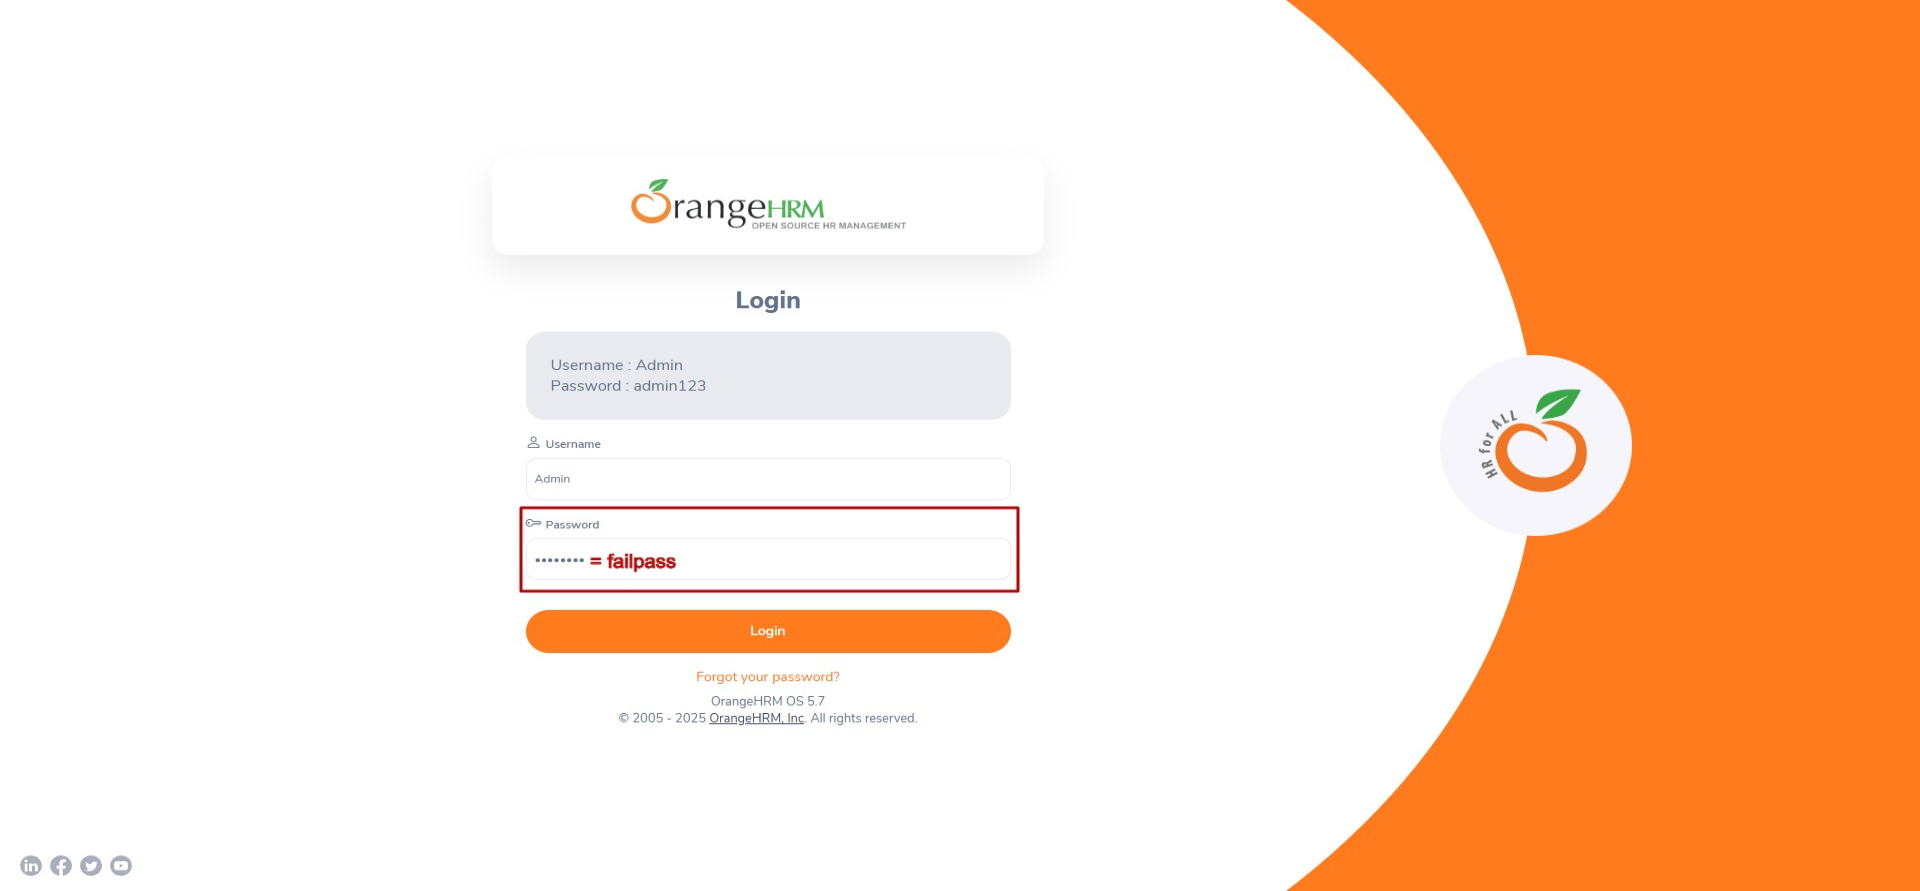 OrangeHRM
OPEN SOURCE HR MANAGEMENT
Login
Username : Admin
Password : admin123
Username
Admin
Password
•••••••• = failpass
Login
Forgot your password?
OrangeHRM OS 5.7
© 2005 - 2025 OrangeHRM, Inc. All rights reserved.
HR for ALL
in